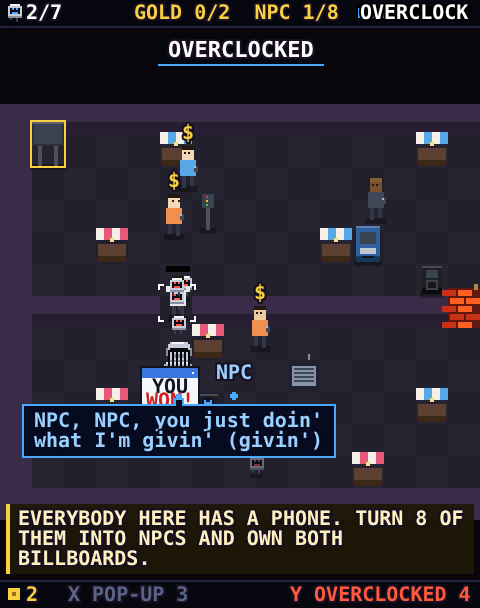 2/7 GOLD 0/2 NPC 1/8 OVERCLOCK
OVERCLOCKED
$
$
$
NPC
YOU
WON!
NPC, NPC, you just doin'
what I'm givin' (givin')
EVERYBODY HERE HAS A PHONE. TURN 8 OF
THEM INTO NPCS AND OWN BOTH
BILLBOARDS.
2 X POP-UP 3 Y OVERCLOCKED 4